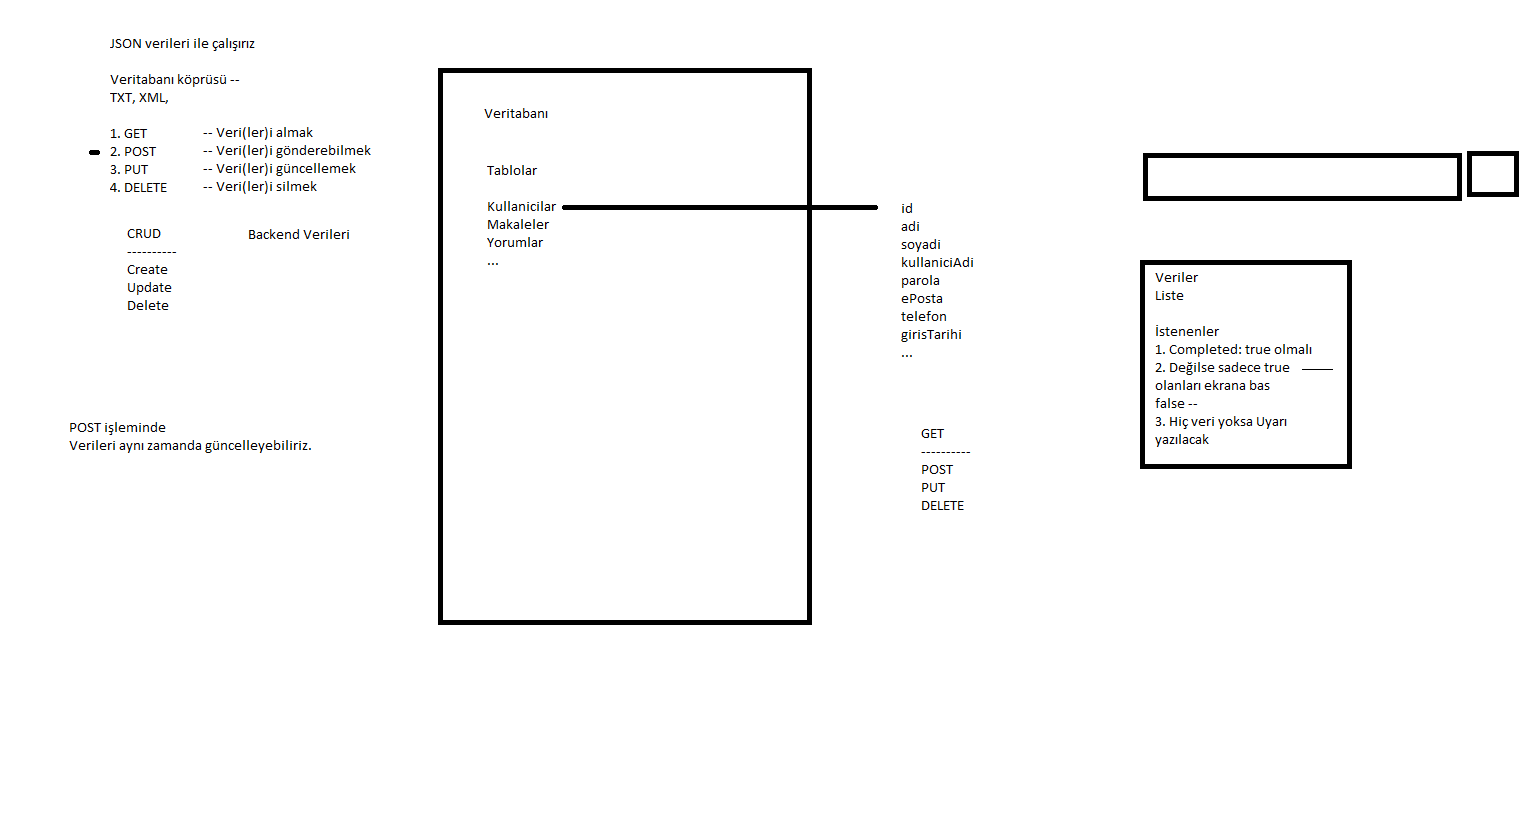 JSON verileri ile çalışırız
Veritabanı köprüsü --
TXT, XML,
1. GET -- Veri(ler)i almak
2. POST -- Veri(ler)i gönderebilmek
3. PUT -- Veri(ler)i güncellemek
4. DELETE -- Veri(ler)i silmek
CRUD Backend Verileri
----------
Create
Update
Delete
POST işleminde
Verileri aynı zamanda güncelleyebiliriz.
Veritabanı
Tablolar
Kullanicilar
Makaleler
Yorumlar
...
id
adi
soyadi
kullaniciAdi
parola
ePosta
telefon
girisTarihi
...
GET
----------
POST
PUT
DELETE
Veriler
Liste
İstenenler
1. Completed: true olmalı
2. Değilse sadece true
olanları ekrana bas
false --
3. Hiç veri yoksa Uyarı
yazılacak